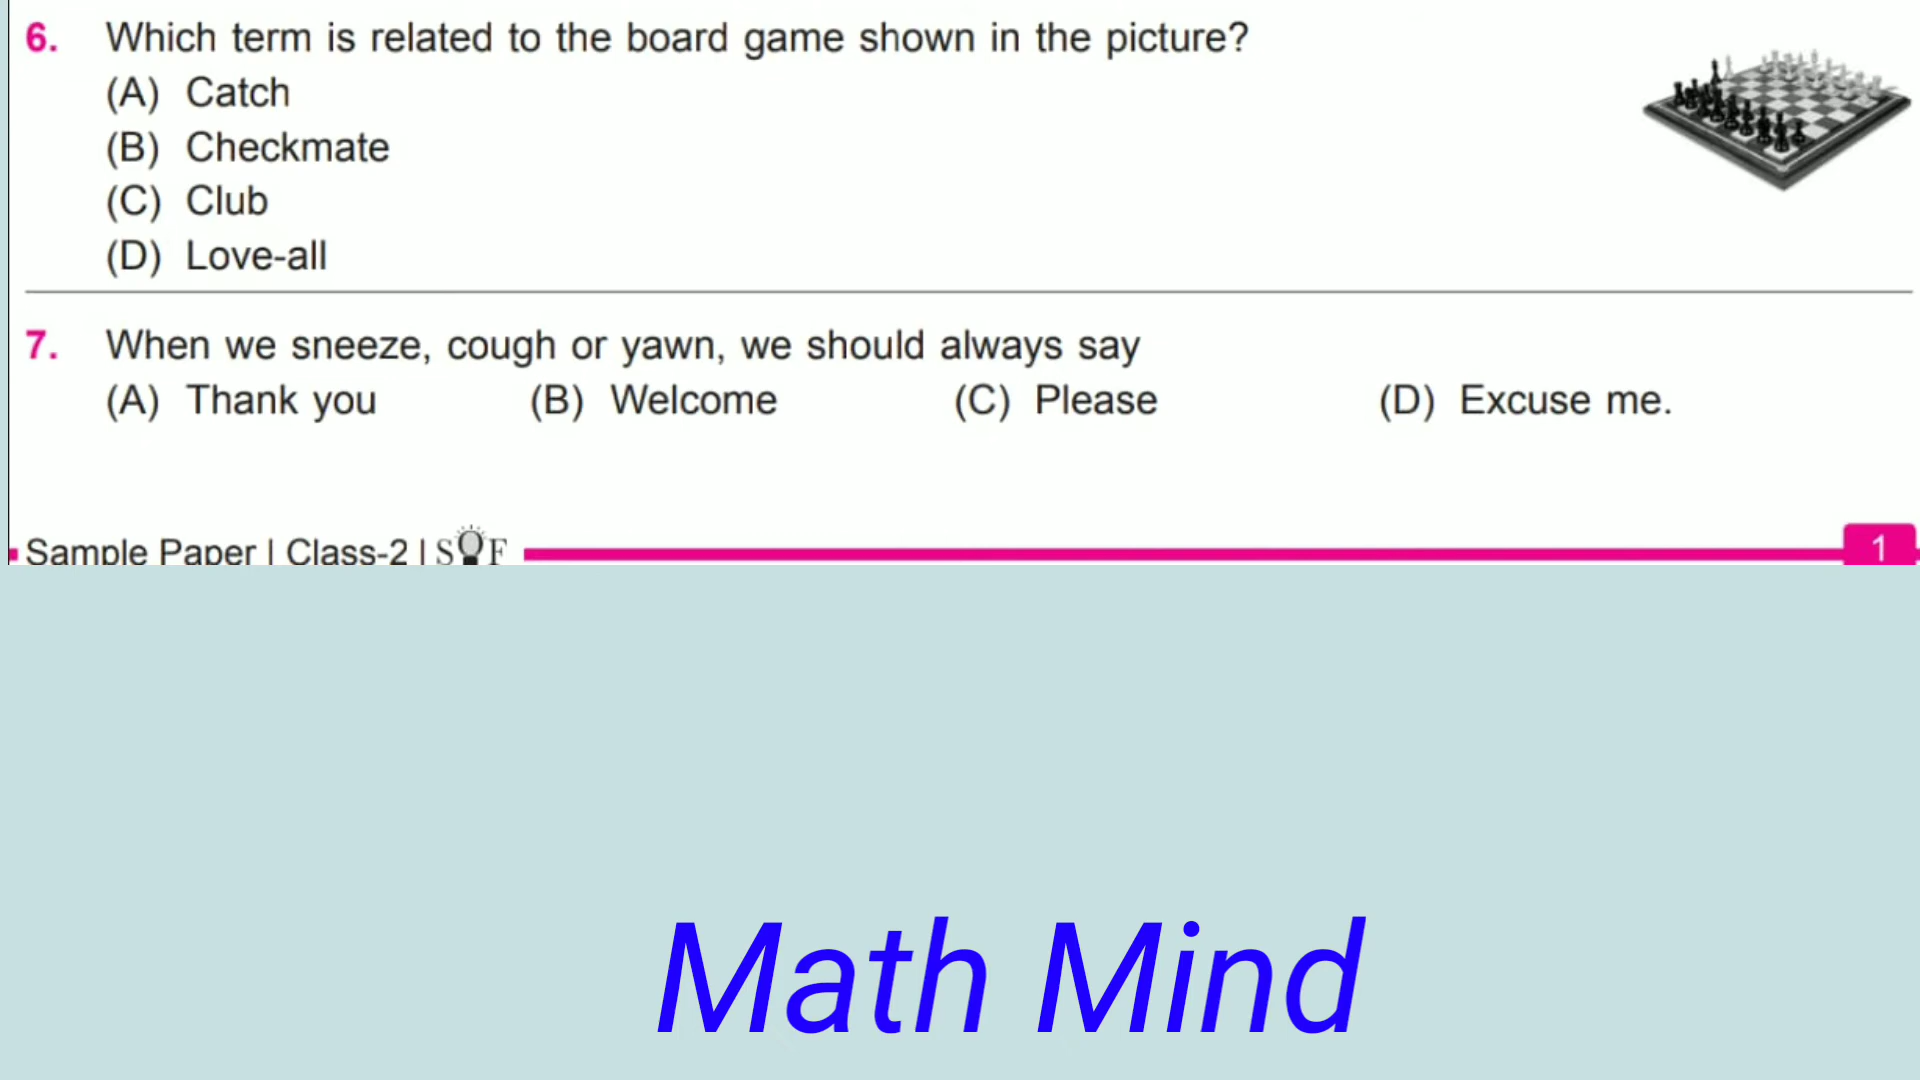 6. Which term is related to the board game shown in the picture?
(A) Catch
(B) Checkmate
(C) Club
(D) Love-all
7. When we sneeze, cough or yawn, we should always say
(A) Thank you (B) Welcome (C) Please (D) Excuse me.
Sample Paper | Class-2 | SOF 1
Math Mind